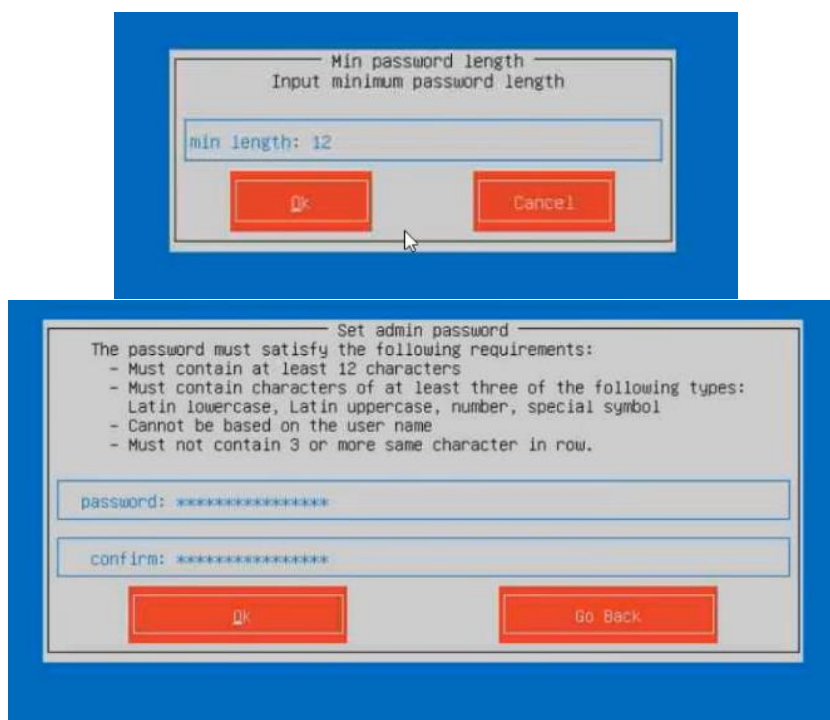 Min password length
Input minimum password length
min length: 12
Ok
Cancel
Set admin password
The password must satisfy the following requirements:
- Must contain at least 12 characters
- Must contain characters of at least three of the following types:
Latin lowercase, Latin uppercase, number, special symbol
- Cannot be based on the user name
- Must not contain 3 or more same character in row.
password: ****************
confirm: ****************
Ok
Go Back